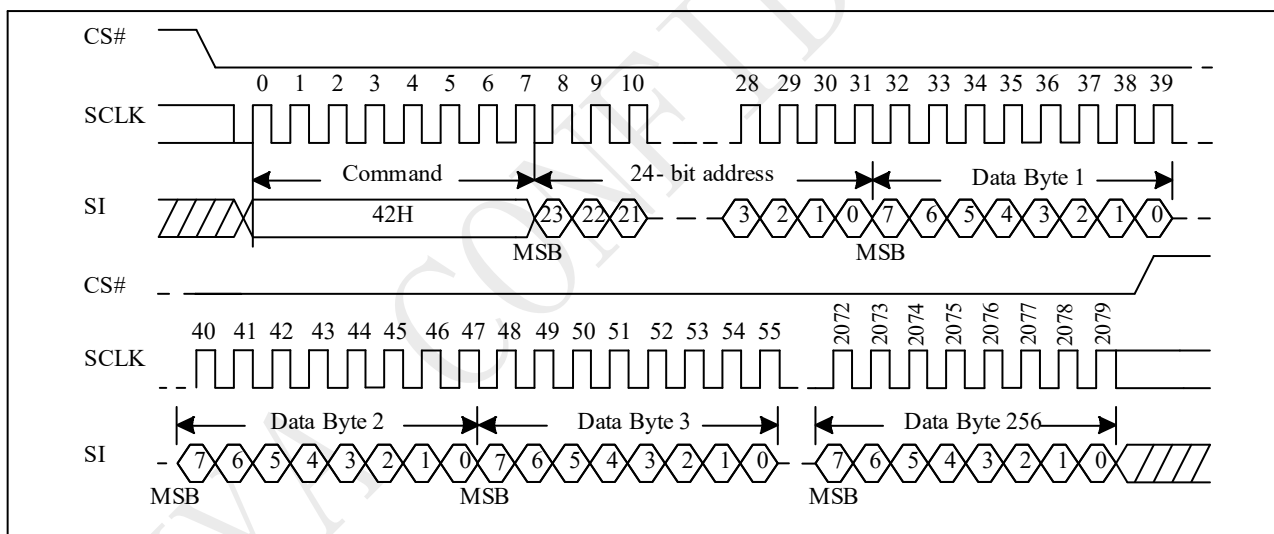 CS#
0 1 2 3 4 5 6 7 8 9 10 28 29 30 31 32 33 34 35 36 37 38 39
SCLK
Command 24- bit address Data Byte 1
SI 42H 23 22 21 3 2 1 0 7 6 5 4 3 2 1 0
MSB MSB
CS#
40 41 42 43 44 45 46 47 48 49 50 51 52 53 54 55 2072 2073 2074 2075 2076 2077 2078 2079
SCLK
Data Byte 2 Data Byte 3 Data Byte 256
SI 7 6 5 4 3 2 1 0 7 6 5 4 3 2 1 0 7 6 5 4 3 2 1 0
MSB MSB MSB
VA CONFID